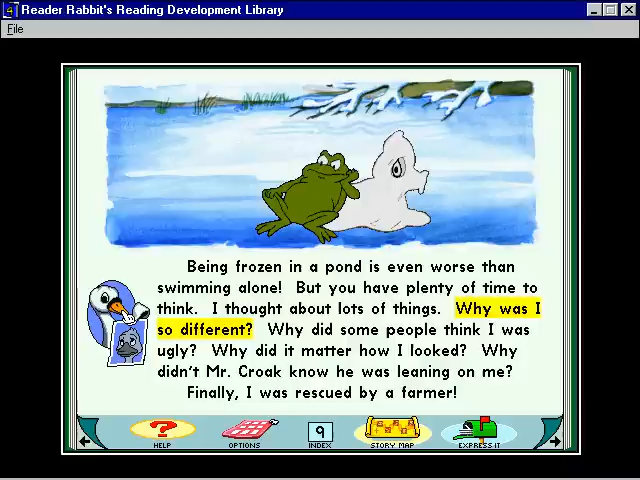 Reader Rabbit's Reading Development Library
File
Being frozen in a pond is even worse than
swimming alone! But you have plenty of time to
think. I thought about lots of things. Why was I
so different? Why did some people think I was
ugly? Why did it matter how I looked? Why
didn't Mr. Croak know he was leaning on me?
Finally, I was rescued by a farmer!
?
9
HELP
OPTIONS
INDEX
STORY MAP
EXPRESS IT